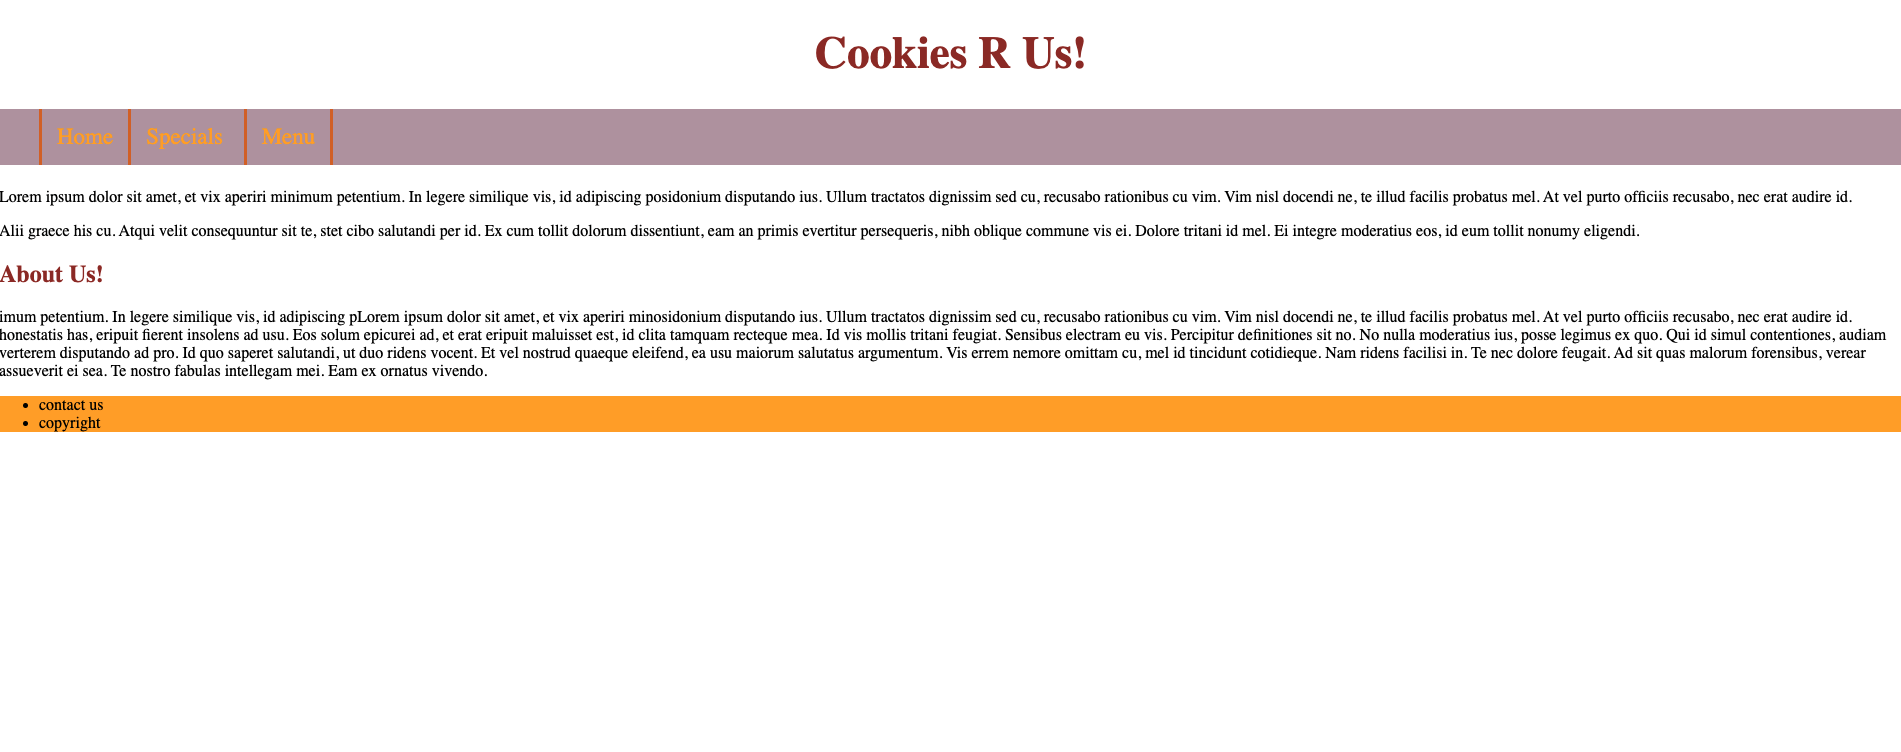 Cookies R Us!
Home Specials Menu
Lorem ipsum dolor sit amet, et vix aperiri minimum petentium. In legere similique vis, id adipiscing posidonium disputando ius. Ullum tractatos dignissim sed cu, recusabo rationibus cu vim. Vim nisl docendi ne, te illud facilis probatus mel. At vel purto officiis recusabo, nec erat audire id.
Alii graece his cu. Atqui velit consequuntur sit te, stet cibo salutandi per id. Ex cum tollit dolorum dissentiunt, eam an primis evertitur persequeris, nibh oblique commune vis ei. Dolore tritani id mel. Ei integre moderatius eos, id eum tollit nonumy eligendi.
About Us!
imum petentium. In legere similique vis, id adipiscing pLorem ipsum dolor sit amet, et vix aperiri minosidonium disputando ius. Ullum tractatos dignissim sed cu, recusabo rationibus cu vim. Vim nisl docendi ne, te illud facilis probatus mel. At vel purto officiis recusabo, nec erat audire id.
honestatis has, eripuit fierent insolens ad usu. Eos solum epicurei ad, et erat eripuit maluisset est, id clita tamquam recteque mea. Id vis mollis tritani feugiat. Sensibus electram eu vis. Percipitur definitiones sit no. No nulla moderatius ius, posse legimus ex quo. Qui id simul contentiones, audiam
verterem disputando ad pro. Id quo saperet salutandi, ut duo ridens vocent. Et vel nostrud quaeque eleifend, ea usu maiorum salutatus argumentum. Vis errem nemore omittam cu, mel id tincidunt cotidieque. Nam ridens facilisi in. Te nec dolore feugait. Ad sit quas malorum forensibus, verear
assueverit ei sea. Te nostro fabulas intellegam mei. Eam ex ornatus vivendo.
• contact us
• copyright